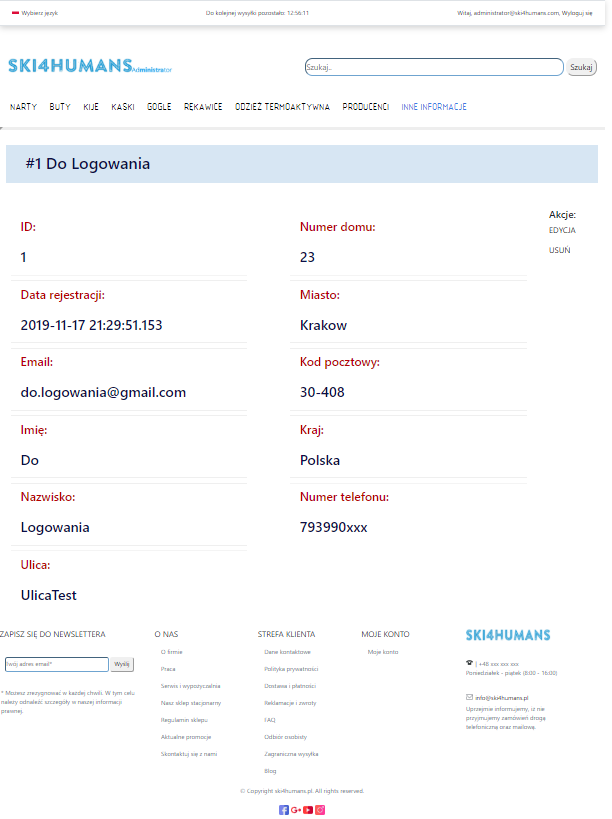 Wybierz język
Do kolejnej wysyłki pozostało: 12:56:11
Witaj, administrator@ski4humans.com, Wyloguj się
SKI4HUMANS Administrator
Szukaj..
Szukaj
NARTY BUTY KIJE KASKI GOGLE RĘKAWICE ODZIEŻ TERMOAKTYWNA PRODUCENCI INNE INFORMACJE
#1 Do Logowania
ID:
1
Data rejestracji:
2019-11-17 21:29:51.153
Email:
do.logowania@gmail.com
Imię:
Do
Nazwisko:
Logowania
Ulica:
UlicaTest
Numer domu:
23
Miasto:
Krakow
Kod pocztowy:
30-408
Kraj:
Polska
Numer telefonu:
793990xxx
Akcje:
EDYCJA
USUŃ
ZAPISZ SIĘ DO NEWSLETTERA
Twój adres email*
Wyślij
* Możesz zrezygnować w każdej chwili. W tym celu
należy odnaleźć szczegóły w naszej informacji
prawnej.
O NAS
O firmie
Praca
Serwis i wypożyczalnia
Nasz sklep stacjonarny
Regulamin sklepu
Aktualne promocje
Skontaktuj się z nami
STREFA KLIENTA
Dane kontaktowe
Polityka prywatności
Dostawa i płatności
Reklamacje i zwroty
FAQ
Odbiór osobisty
Zagraniczna wysyłka
Blog
MOJE KONTO
Moje konto
SKI4HUMANS
| +48 xxx xxx xxx
Poniedziałek - piątek (8:00 - 16:00)
info@ski4humans.pl
Uprzejmie informujemy, iż nie
przyjmujemy zamówień drogą
telefoniczną oraz mailową.
© Copyright ski4humans.pl. All rights reserved.